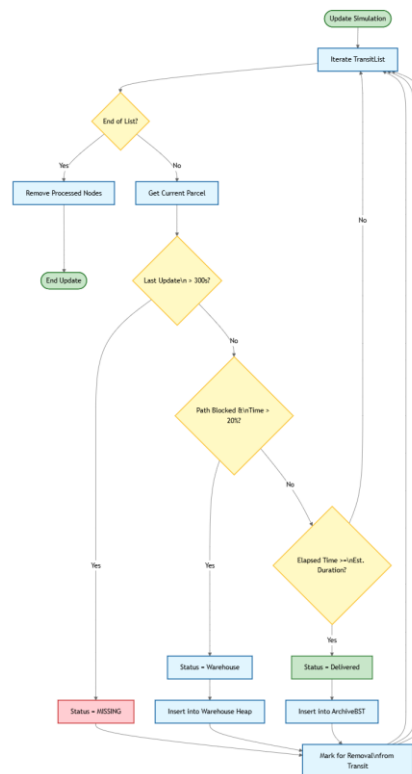 Update Simulation
Iterate TransitList
End of List?
Yes
No
Remove Processed Nodes
Get Current Parcel
No
End Update
Last Update\n > 300s?
No
Path Blocked &\nTime >
20%?
No
Elapsed Time >=\nEst.
Duration?
Yes
Yes
Yes
Status = Warehouse
Status = Delivered
Status = MISSING
Insert into Warehouse Heap
Insert into ArchiveBST
Mark for Removal\nfrom
Transit